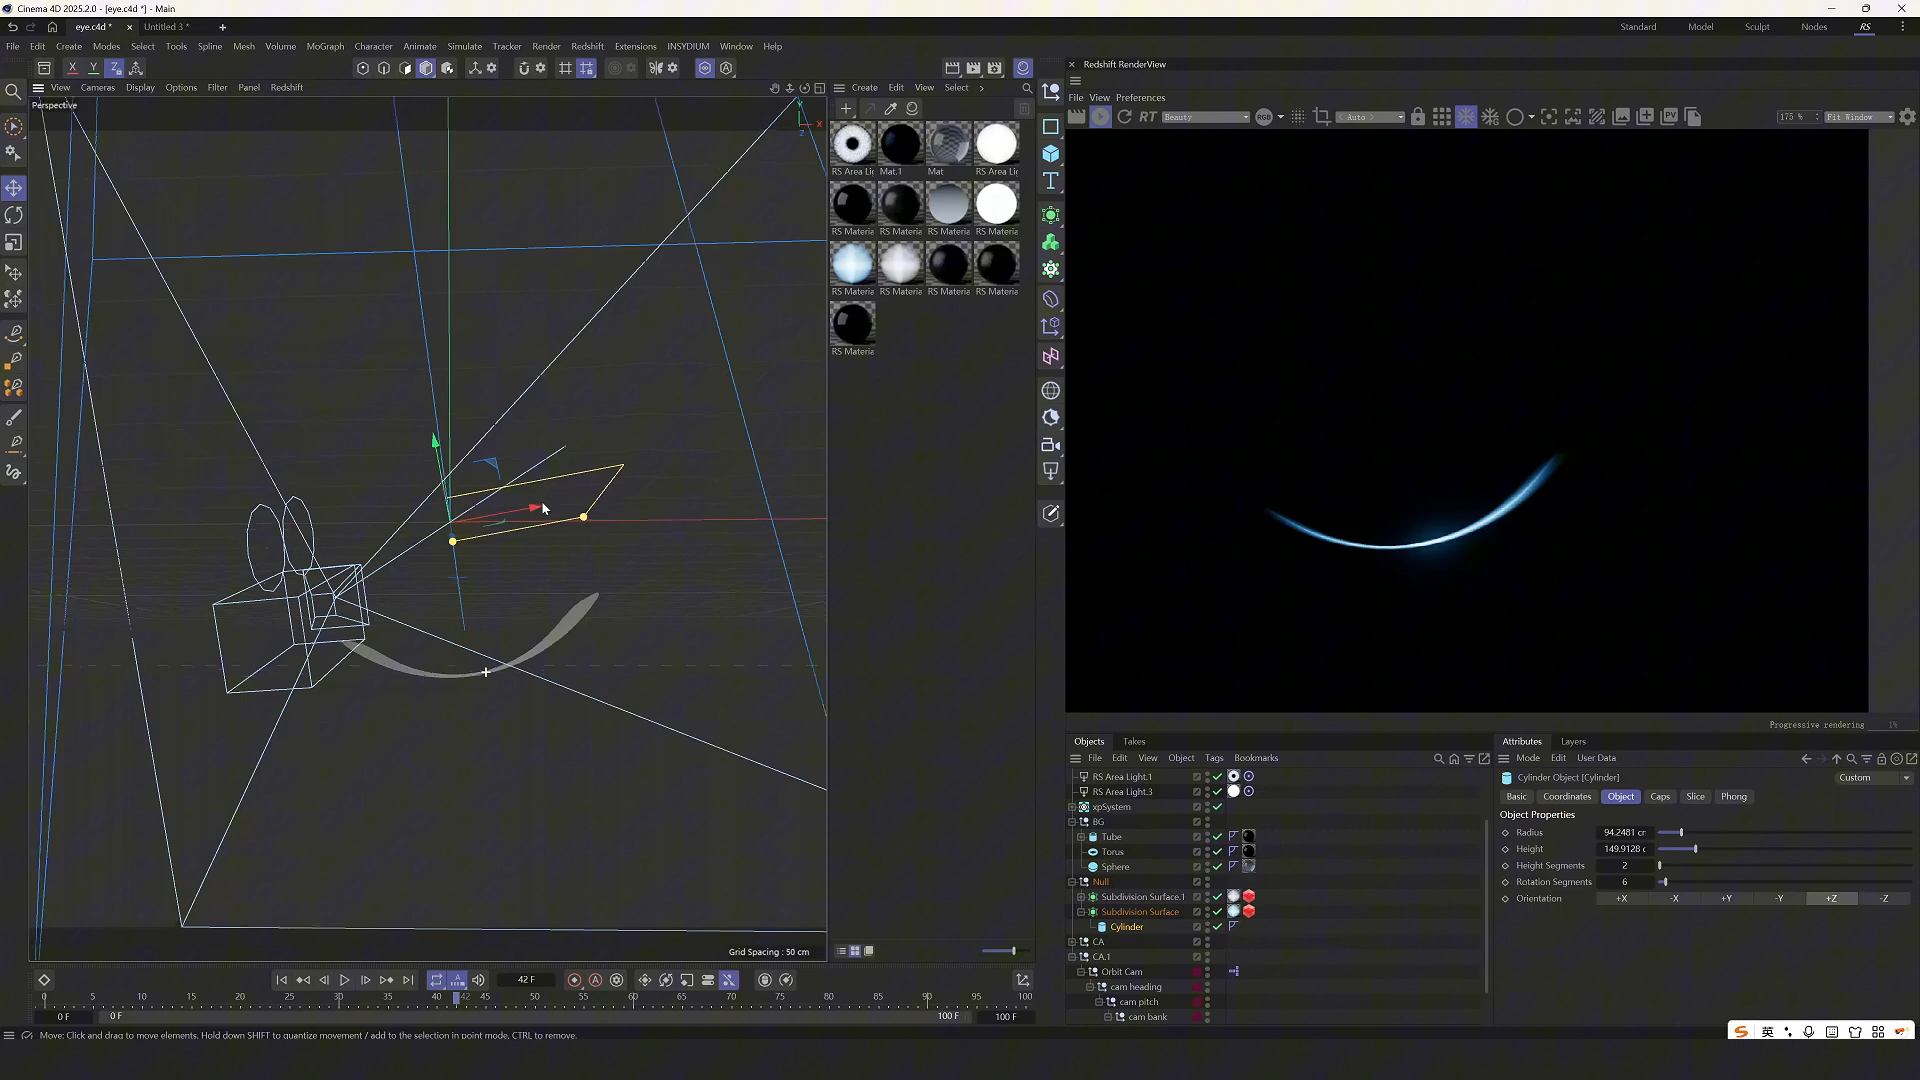 Cinema 4D 2025.2.0 - [eye.c4d *] - Main
eye.c4d *
Untitled 3 *
Standard Model Sculpt Nodes RS
File Edit Create Modes Select Tools Spline Mesh Volume MoGraph Character Animate Simulate Tracker Render Redshift Extensions INSYDIUM Window Help
X Y Z
View Cameras Display Options Filter Panel Redshift
Perspective
Y
X
Z
Create Edit View Select
RS Area Li Mat.1 Mat RS Area Li
RS Materia RS Materia RS Materia RS Materia
RS Materia RS Materia RS Materia RS Materia
RS Materia
Grid Spacing : 50 cm
Redshift RenderView
File View Preferences
RT Beauty RGB < Auto > PV 175 % Fit Window
Progressive rendering 1%
Objects Takes
File Edit View Object Tags Bookmarks
RS Area Light.1
RS Area Light.3
xpSystem
BG
Tube
Torus
Sphere
Null
Subdivision Surface.1
Subdivision Surface
Cylinder
CA
CA.1
Orbit Cam
cam heading
cam pitch
cam bank
Attributes Layers
Mode Edit User Data
Cylinder Object [Cylinder] Custom
Basic Coordinates Object Caps Slice Phong
Object Properties
Radius 94.2481 cr
Height 149.9128 c
Height Segments 2
Rotation Segments 6
Orientation +X -X +Y -Y +Z -Z
42 F
0 5 10 15 20 25 30 35 40 42 45 50 55 60 65 70 75 80 85 90 95 100
0 F 0 F 100 F 100 F
Move: Click and drag to move elements. Hold down SHIFT to quantize movement / add to the selection in point mode, CTRL to remove.
英